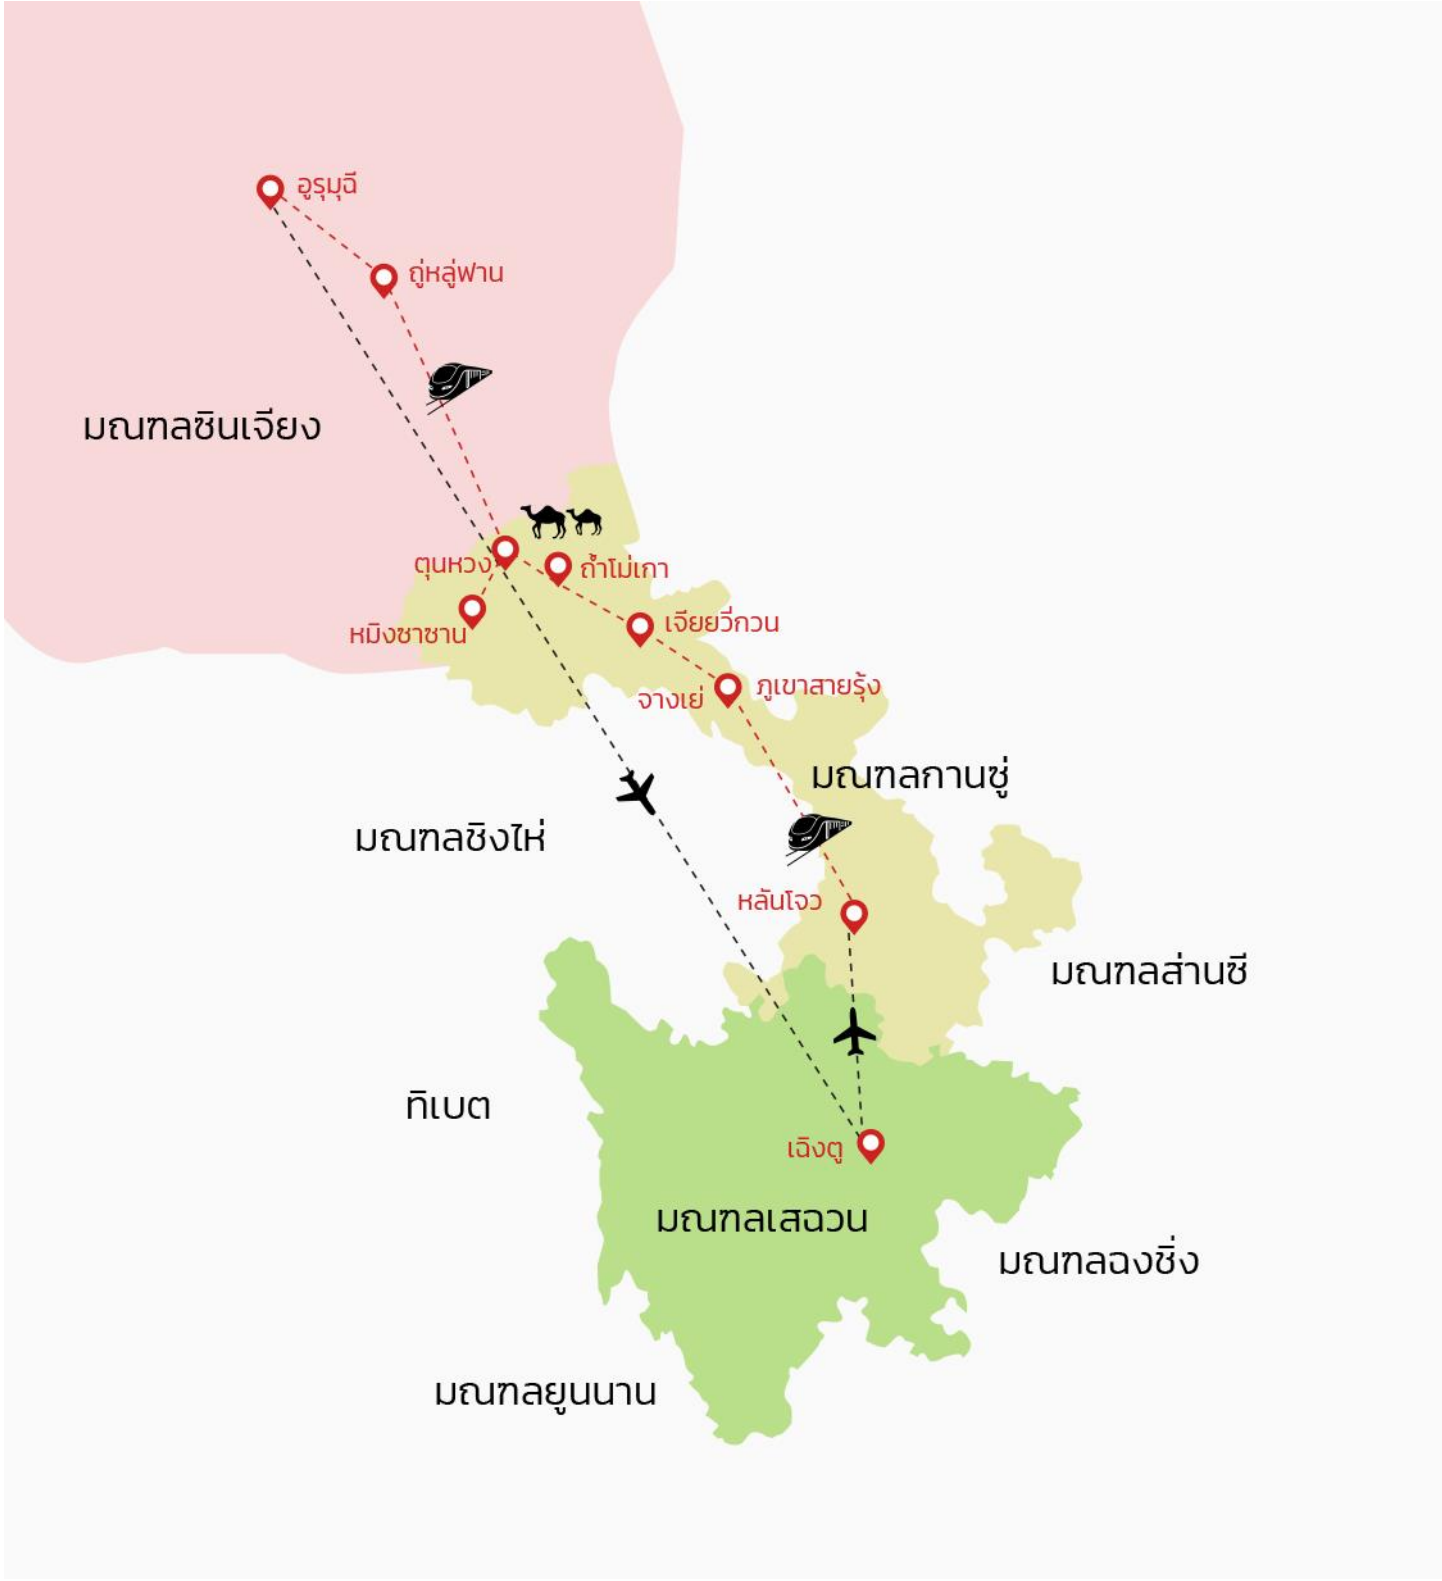 อูรุมุฉี
ถู่หลู่ฟาน
มณฑลซินเจียง
ตุนหวง
ถ้ำโม่เกา
หมิงซาซาน
เจียยวี่กวน
จางเย่
ภูเขาสายรุ้ง
มณฑลกานซู่
มณฑลชิงไห่
หลันโจว
มณฑลส่านซี
ทิเบต
เฉิงตู
มณฑลเสฉวน
มณฑลฉงชิ่ง
มณฑลยูนนาน